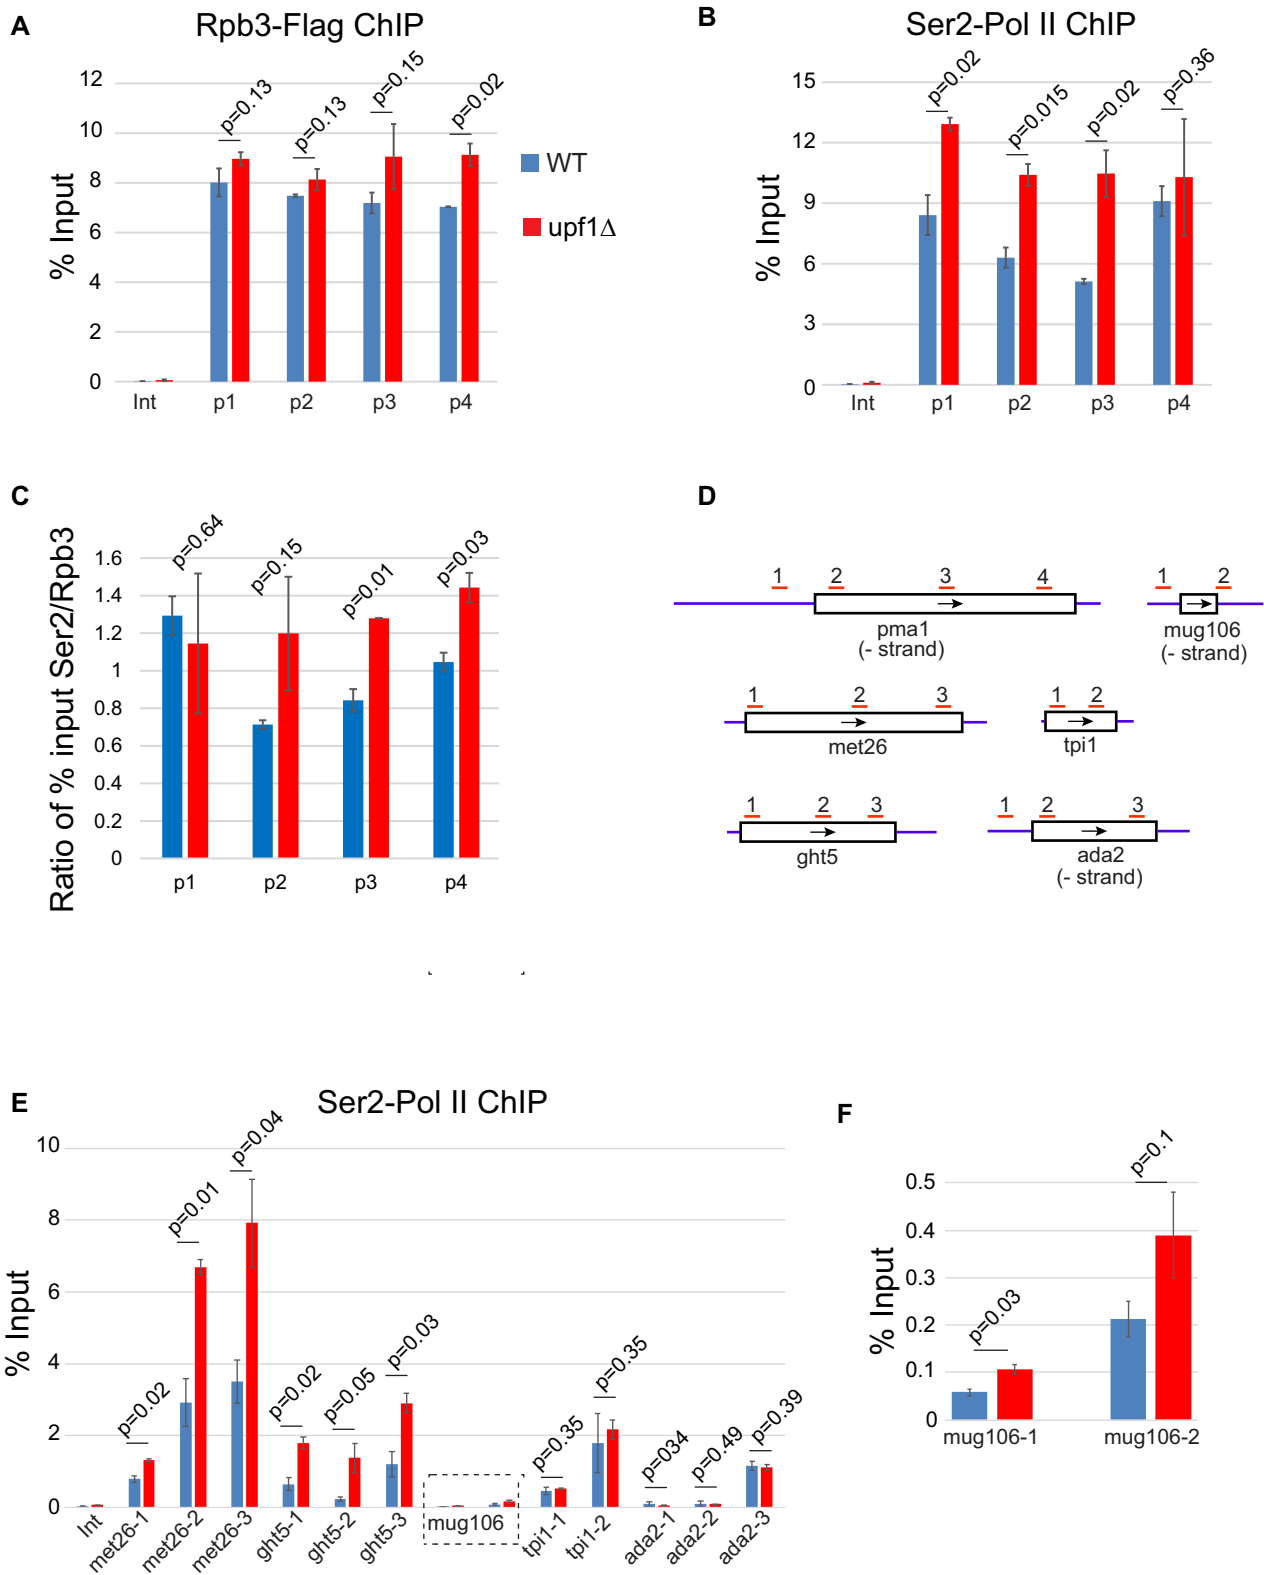 A
Rpb3-Flag ChIP
% Input
12
10
8
6
4
2
0
p=0.13
p=0.13
p=0.15
p=0.02
Int
p1
p2
p3
p4
WT
upf1Δ
B
Ser2-Pol II ChIP
% Input
15
12
9
6
3
0
p=0.02
p=0.015
p=0.02
p=0.36
Int
p1
p2
p3
p4
C
Ratio of % input Ser2/Rpb3
1.6
1.4
1.2
1
0.8
0.6
0.4
0.2
0
p=0.64
p=0.15
p=0.01
p=0.03
p1
p2
p3
p4
D
1 2 3 4
pma1
(- strand)
1 2
mug106
(- strand)
1 2 3
met26
1 2
tpi1
1 2 3
ght5
1 2 3
ada2
(- strand)
E
Ser2-Pol II ChIP
% Input
10
8
6
4
2
0
p=0.02
p=0.01
p=0.04
p=0.02
p=0.05
p=0.03
p=0.35
p=0.35
p=034
p=0.49
p=0.39
Int
met26-1
met26-2
met26-3
ght5-1
ght5-2
ght5-3
mug106
tpi1-1
tpi1-2
ada2-1
ada2-2
ada2-3
F
% Input
0.5
0.4
0.3
0.2
0.1
0
p=0.03
p=0.1
mug106-1
mug106-2